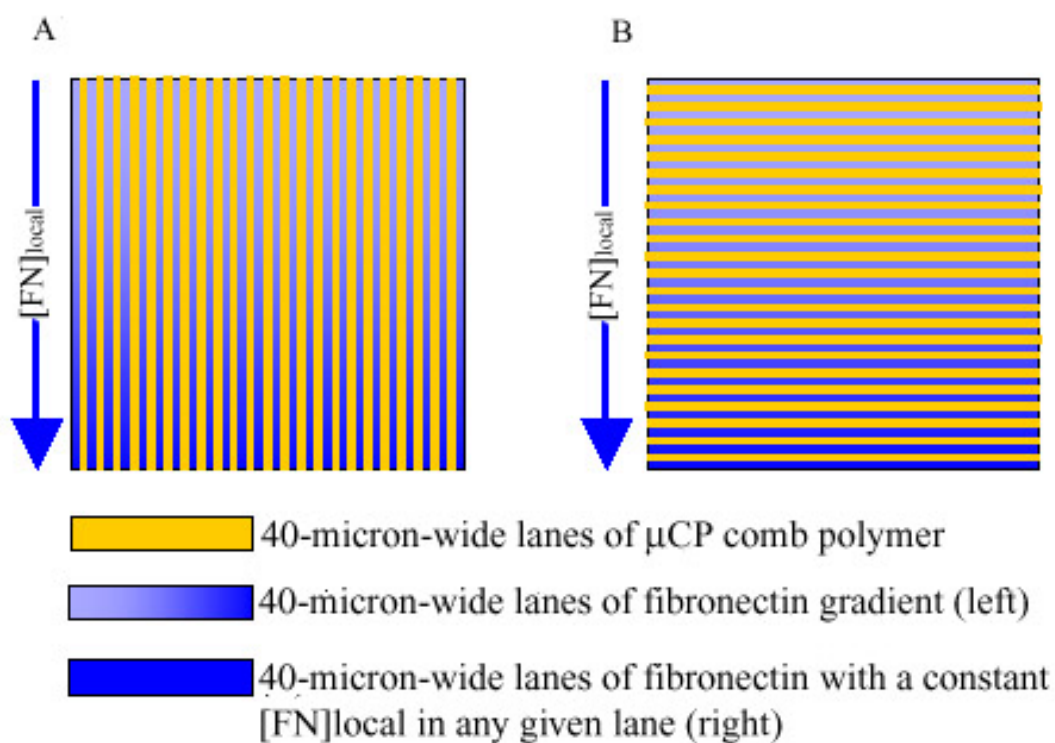 A
B
[FN]local
[FN]local
40-micron-wide lanes of μCP comb polymer
40-micron-wide lanes of fibronectin gradient (left)
40-micron-wide lanes of fibronectin with a constant
[FN]local in any given lane (right)